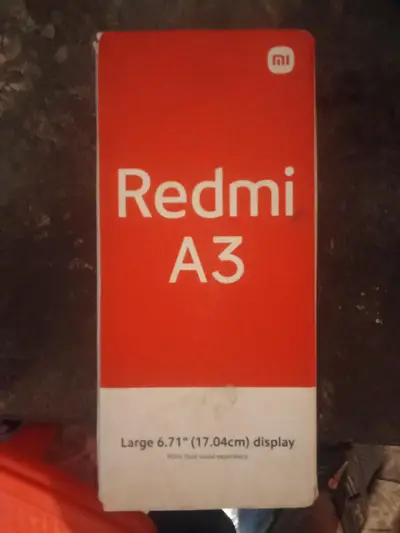 mi
Redmi
A3
Large 6.71" (17.04cm) display